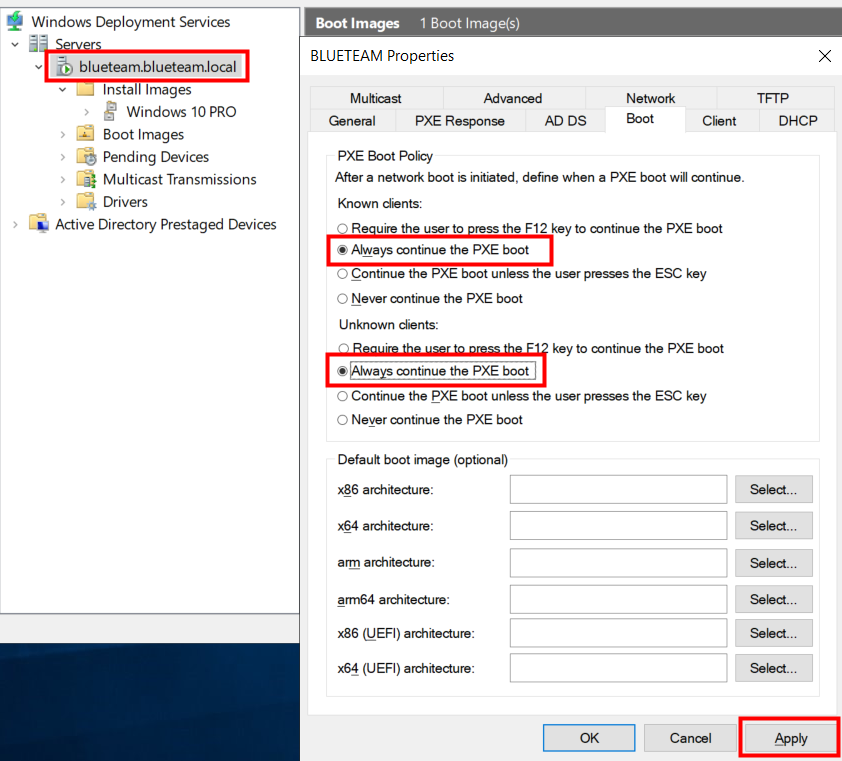 Windows Deployment Services
Servers
blueteam.blueteam.local
Install Images
Windows 10 PRO
Boot Images
Pending Devices
Multicast Transmissions
Drivers
Active Directory Prestaged Devices
Boot Images 1 Boot Image(s)
BLUETEAM Properties
Multicast Advanced Network TFTP
General PXE Response AD DS Boot Client DHCP
PXE Boot Policy
After a network boot is initiated, define when a PXE boot will continue.
Known clients:
Require the user to press the F12 key to continue the PXE boot
Always continue the PXE boot
Continue the PXE boot unless the user presses the ESC key
Never continue the PXE boot
Unknown clients:
Require the user to press the F12 key to continue the PXE boot
Always continue the PXE boot
Continue the PXE boot unless the user presses the ESC key
Never continue the PXE boot
Default boot image (optional)
x86 architecture: Select...
x64 architecture: Select...
arm architecture: Select...
arm64 architecture: Select...
x86 (UEFI) architecture: Select...
x64 (UEFI) architecture: Select...
OK Cancel Apply